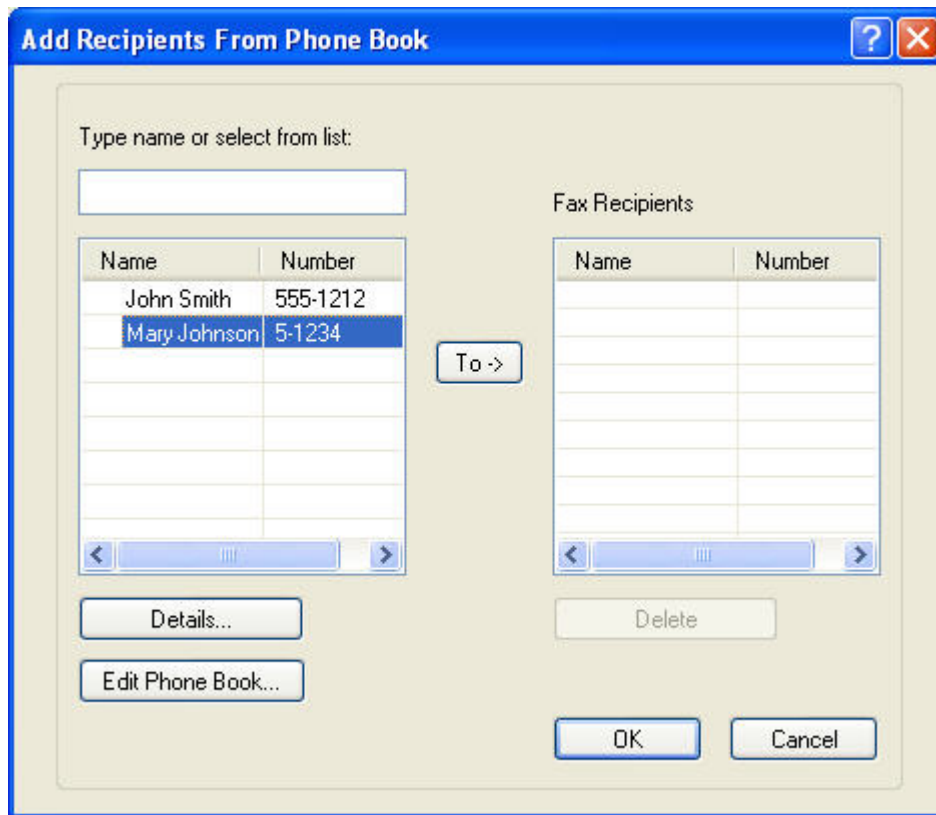 Add Recipients From Phone Book
Type name or select from list:
Fax Recipients
Name Number
John Smith 555-1212
Mary Johnson 5-1234
Name Number
To ->
Details...
Delete
Edit Phone Book...
OK Cancel